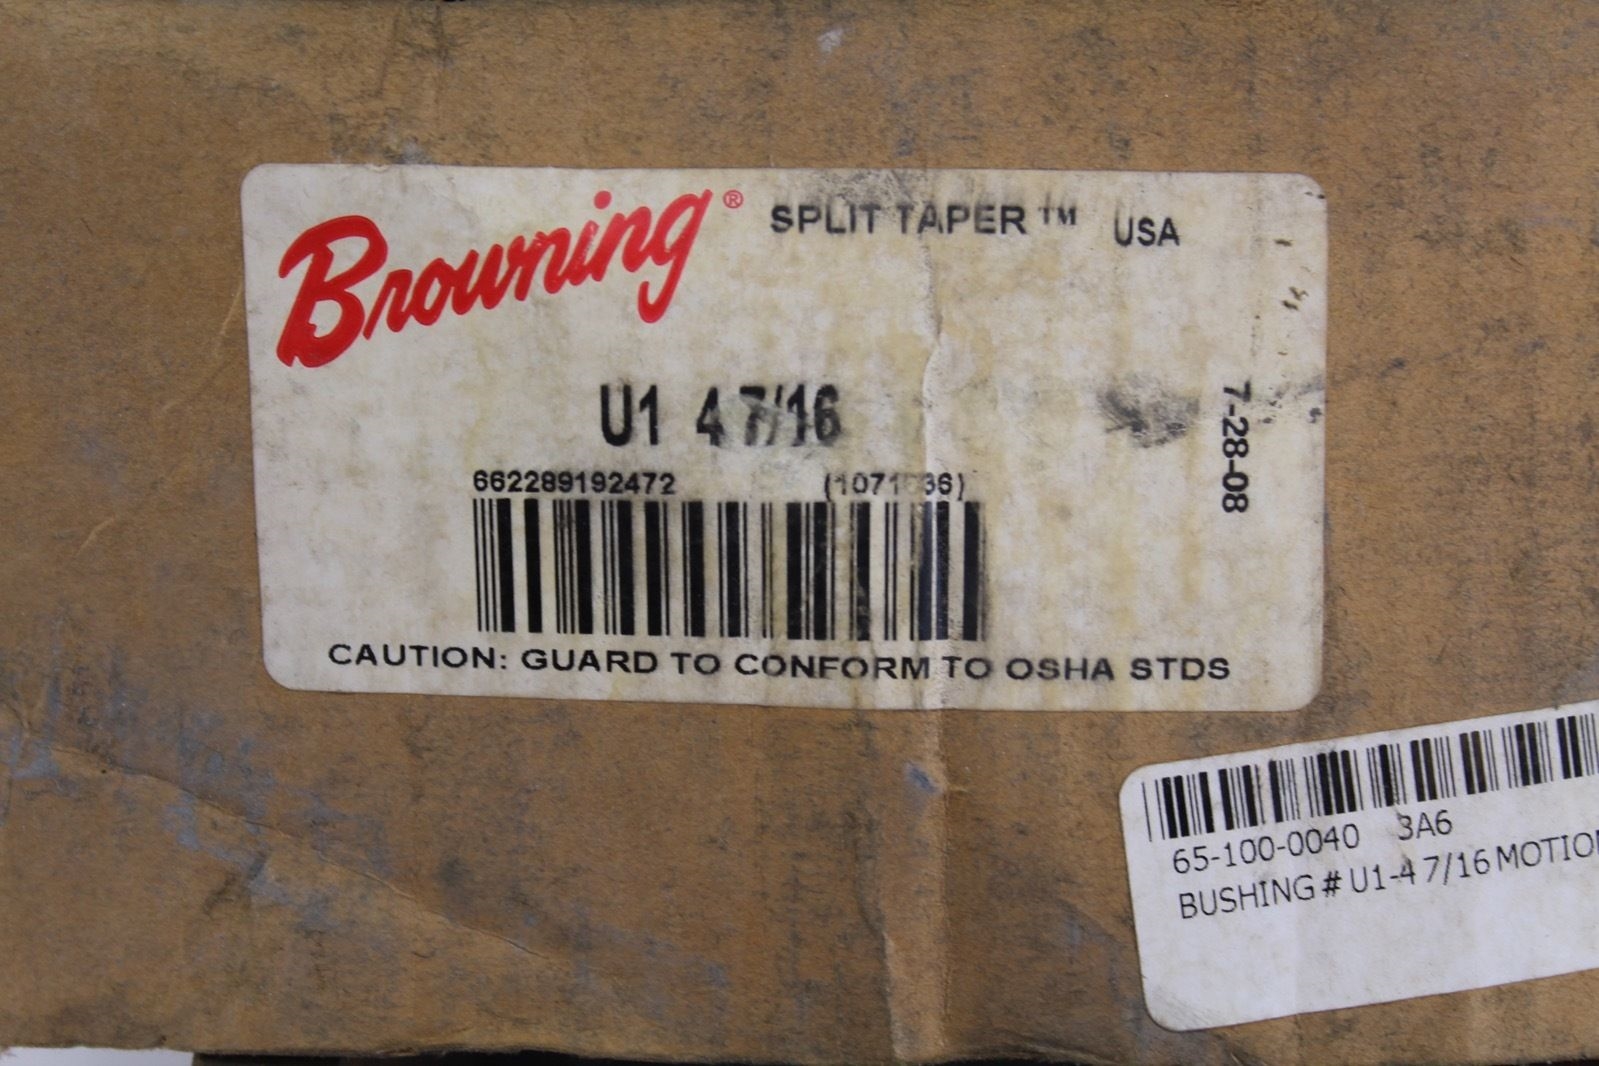 Browning® SPLIT TAPER™ USA
U1 4 7/16
662289192472
7-28-08
CAUTION: GUARD TO CONFORM TO OSHA STDS
65-100-0040 3A6
BUSHING # U1-4 7/16